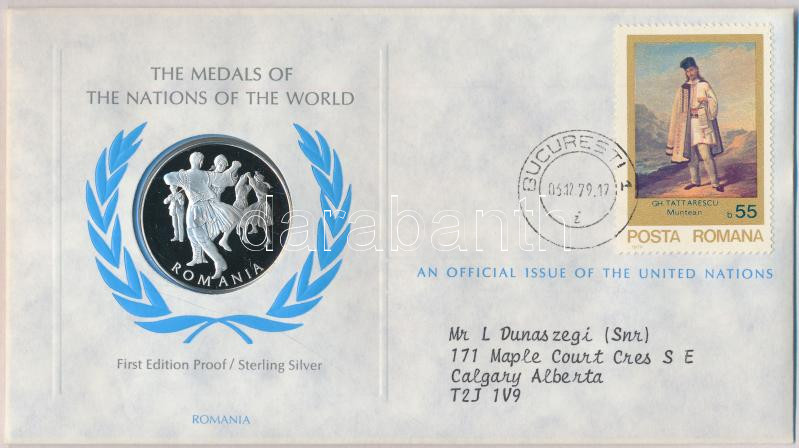 THE MEDALS OF
THE NATIONS OF THE WORLD
ROMANIA
First Edition Proof / Sterling Silver
ROMANIA
BUCURESTI 1
05.12.79.17
i
GH. TATTARESCU
Muntean
b 55
POSTA ROMANA
1979
AN OFFICIAL ISSUE OF THE UNITED NATIONS
Mr L Dunaszegi (Snr)
171 Maple Court Cres S E
Calgary Alberta
T2J 1V9
darabanth